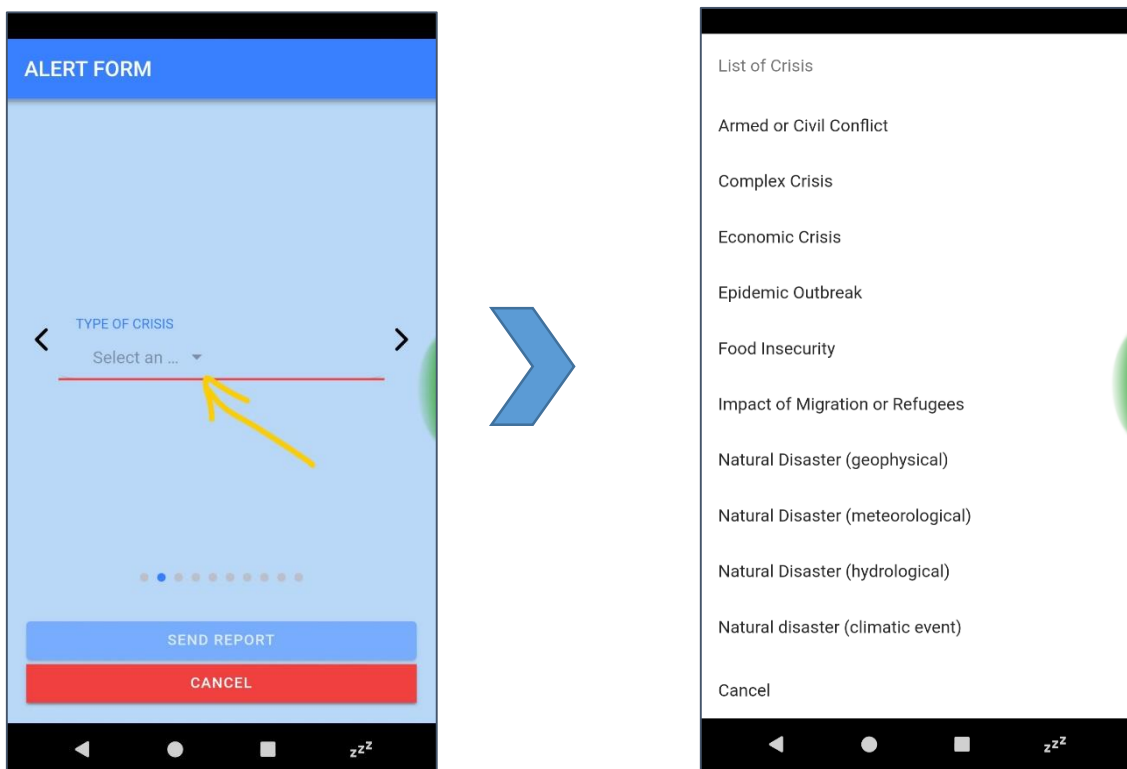 ALERT FORM
TYPE OF CRISIS
Select an ...
SEND REPORT
CANCEL
zzZ
List of Crisis
Armed or Civil Conflict
Complex Crisis
Economic Crisis
Epidemic Outbreak
Food Insecurity
Impact of Migration or Refugees
Natural Disaster (geophysical)
Natural Disaster (meteorological)
Natural Disaster (hydrological)
Natural disaster (climatic event)
Cancel
zzZ